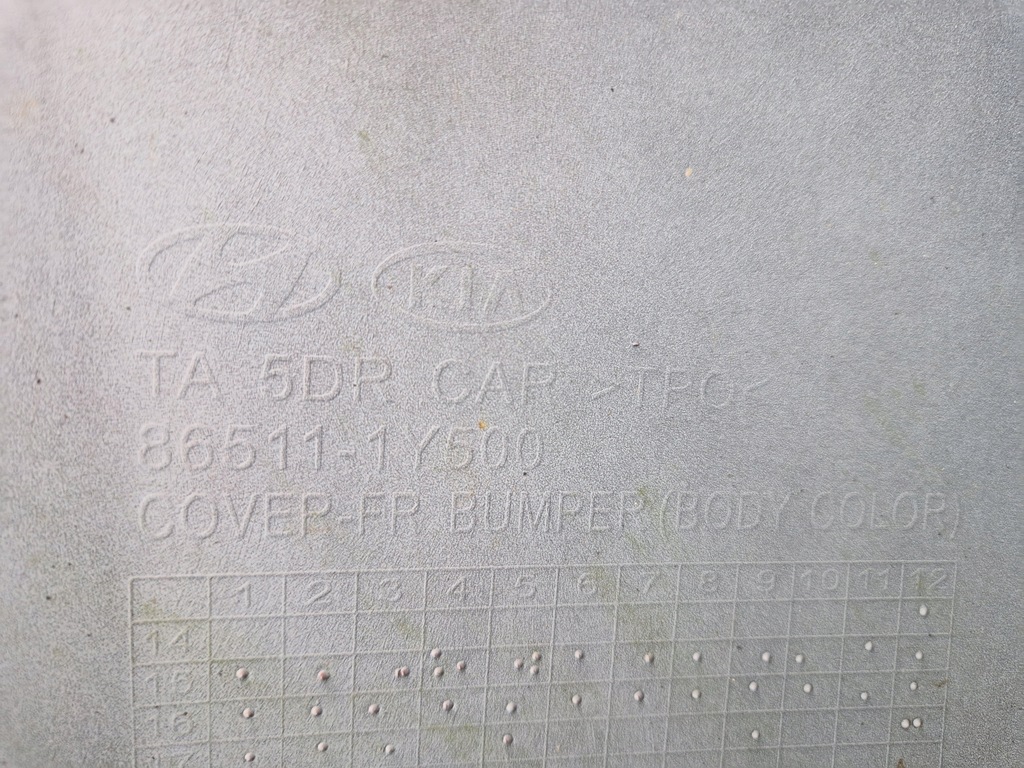 KIA
TA 5DR CAR >TPO<
86511-1Y500
COVER-FR BUMPER(BODY COLOR)
1 2 3 4 5 6 7 8 9 10 11 12
14
15
16
17